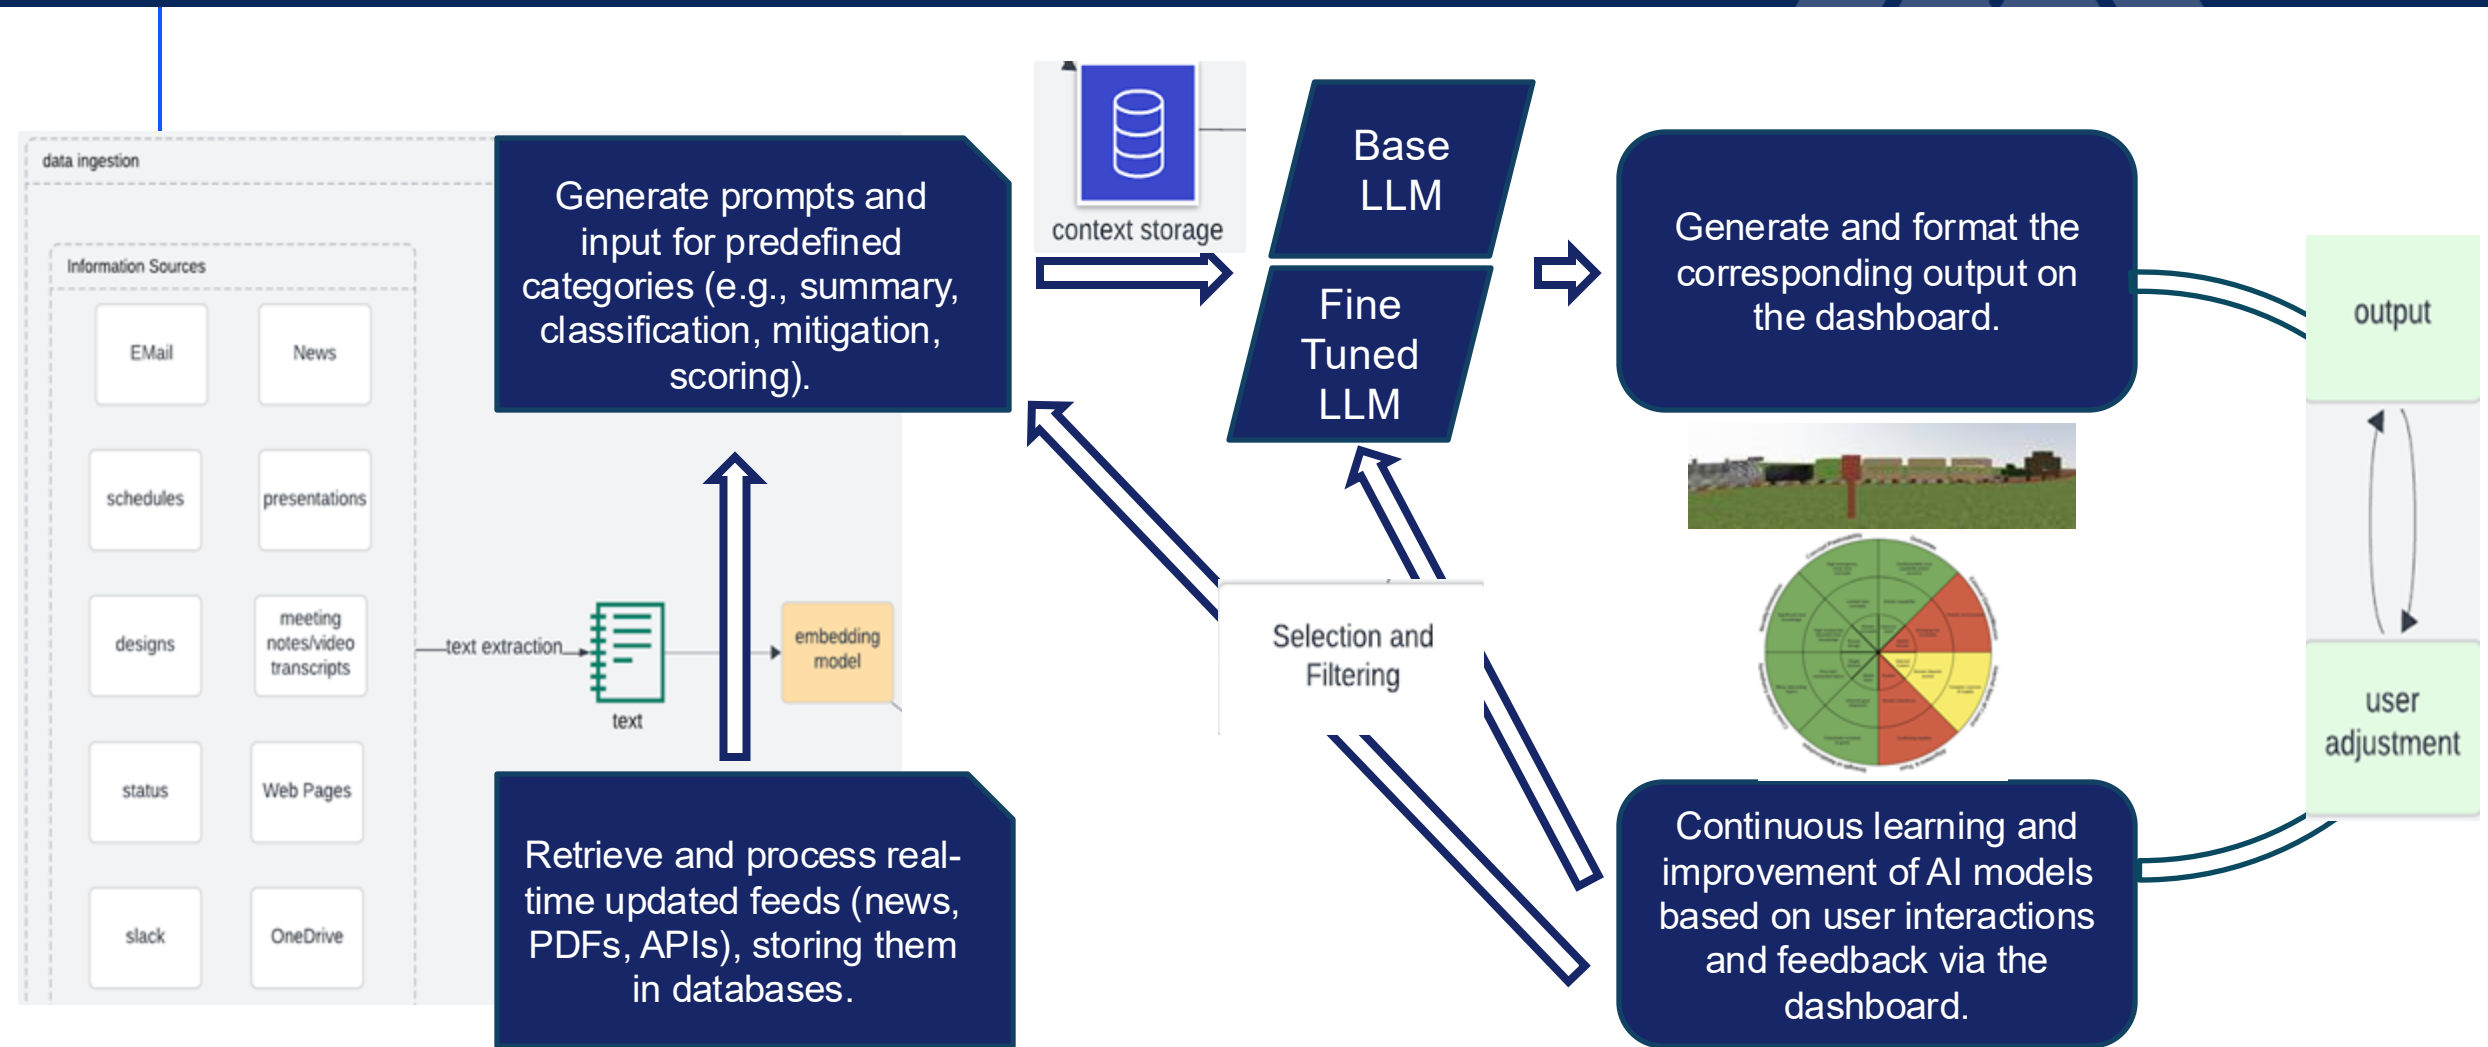 data ingestion
Information Sources
EMail
News
schedules
presentations
designs
meeting
notes/video
transcripts
status
Web Pages
slack
OneDrive
text extraction
text
embedding
model
Generate prompts and
input for predefined
categories (e.g., summary,
classification, mitigation,
scoring).
Retrieve and process real-
time updated feeds (news,
PDFs, APIs), storing them
in databases.
context storage
Base
LLM
Fine
Tuned
LLM
Selection and
Filtering
Generate and format the
corresponding output on
the dashboard.
Continuous learning and
improvement of AI models
based on user interactions
and feedback via the
dashboard.
output
user
adjustment